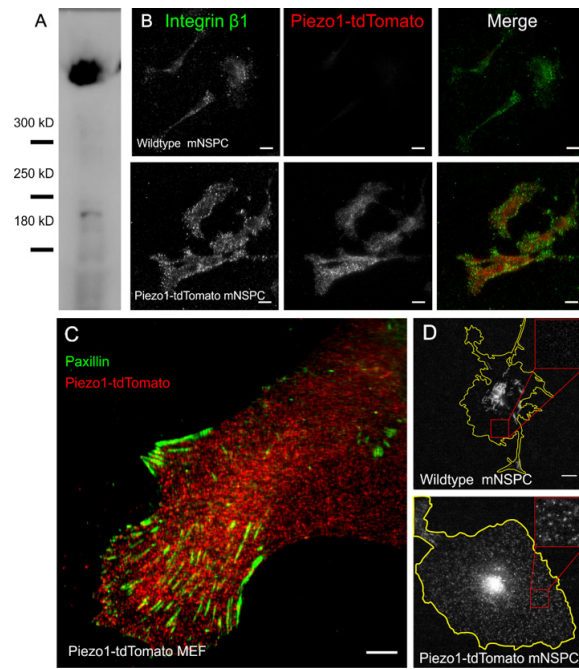 A
300 kD
250 kD
180 kD
B
Integrin β1
Piezo1-tdTomato
Merge
Wildtype mNSPC
Piezo1-tdTomato mNSPC
C
Paxillin
Piezo1-tdTomato
Piezo1-tdTomato MEF
D
Wildtype mNSPC
Piezo1-tdTomato mNSPC